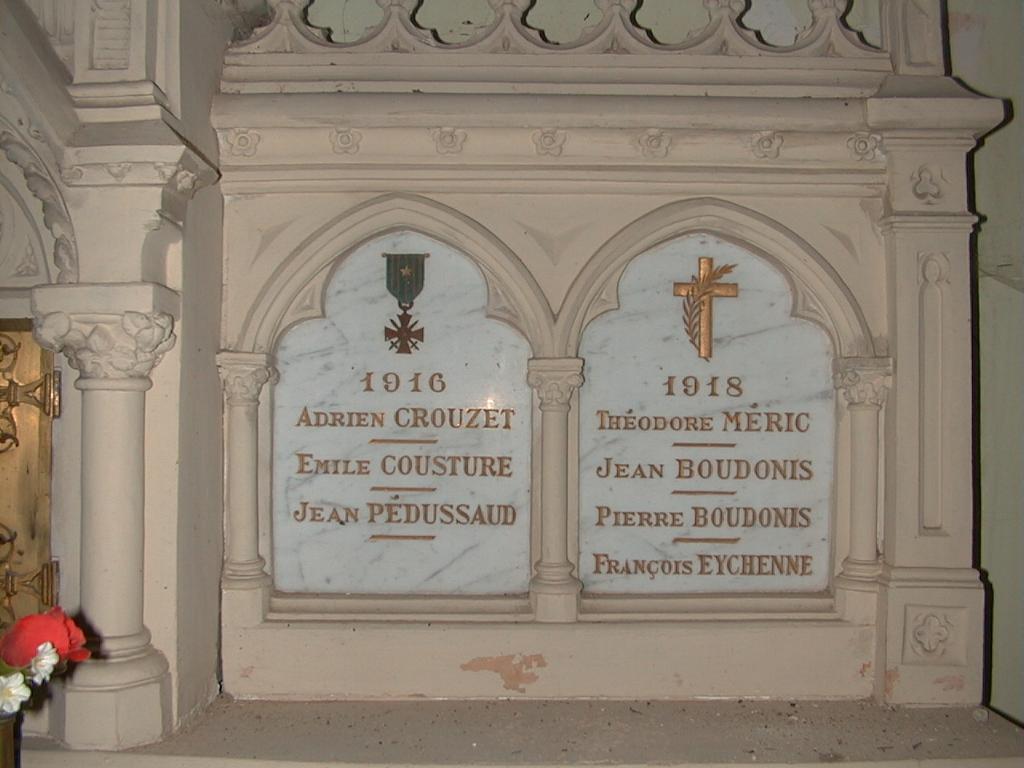 1916
ADRIEN CROUZET
EMILE COUSTURE
JEAN PÉDUSSAUD
1918
THÉODORE MÉRIC
JEAN BOUDONIS
PIERRE BOUDONIS
FRANÇOIS EYCHENNE